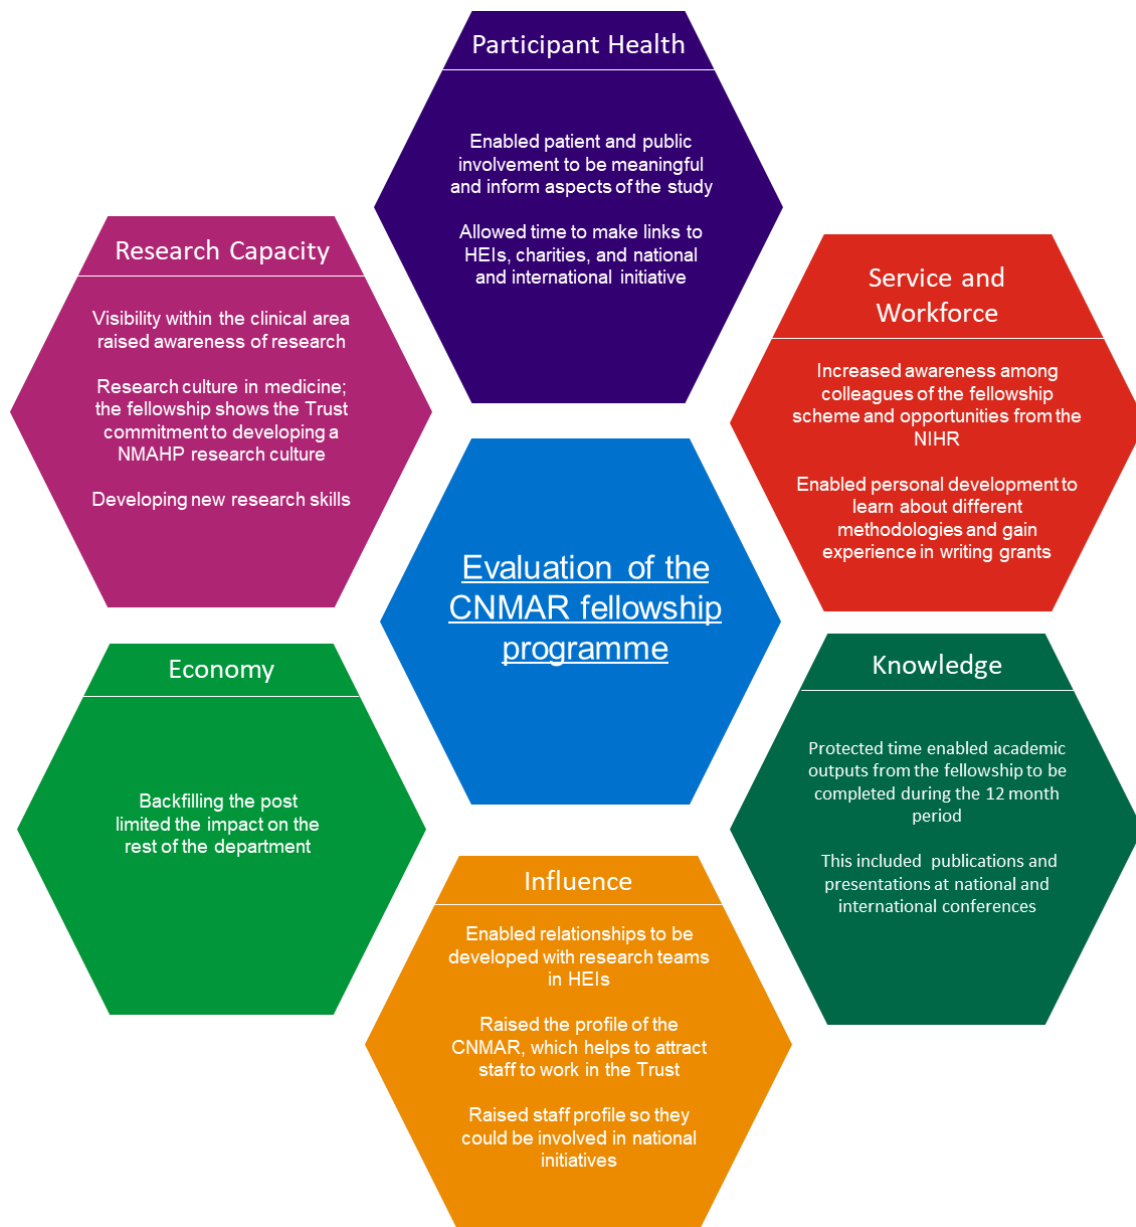 Participant Health
Enabled patient and public
involvement to be meaningful
and inform aspects of the study
Allowed time to make links to
HEIs, charities, and national
and international initiative
Research Capacity
Visibility within the clinical area
raised awareness of research
Research culture in medicine;
the fellowship shows the Trust
commitment to developing a
NMAHP research culture
Developing new research skills
Service and
Workforce
Increased awareness among
colleagues of the fellowship
scheme and opportunities from the
NIHR
Enabled personal development to
learn about different
methodologies and gain
experience in writing grants
Evaluation of the
CNMAR fellowship
programme
Economy
Backfilling the post
limited the impact on the
rest of the department
Knowledge
Protected time enabled academic
outputs from the fellowship to be
completed during the 12 month
period
This included publications and
presentations at national and
international conferences
Influence
Enabled relationships to be
developed with research teams
in HEIs
Raised the profile of the
CNMAR, which helps to attract
staff to work in the Trust
Raised staff profile so they
could be involved in national
initiatives